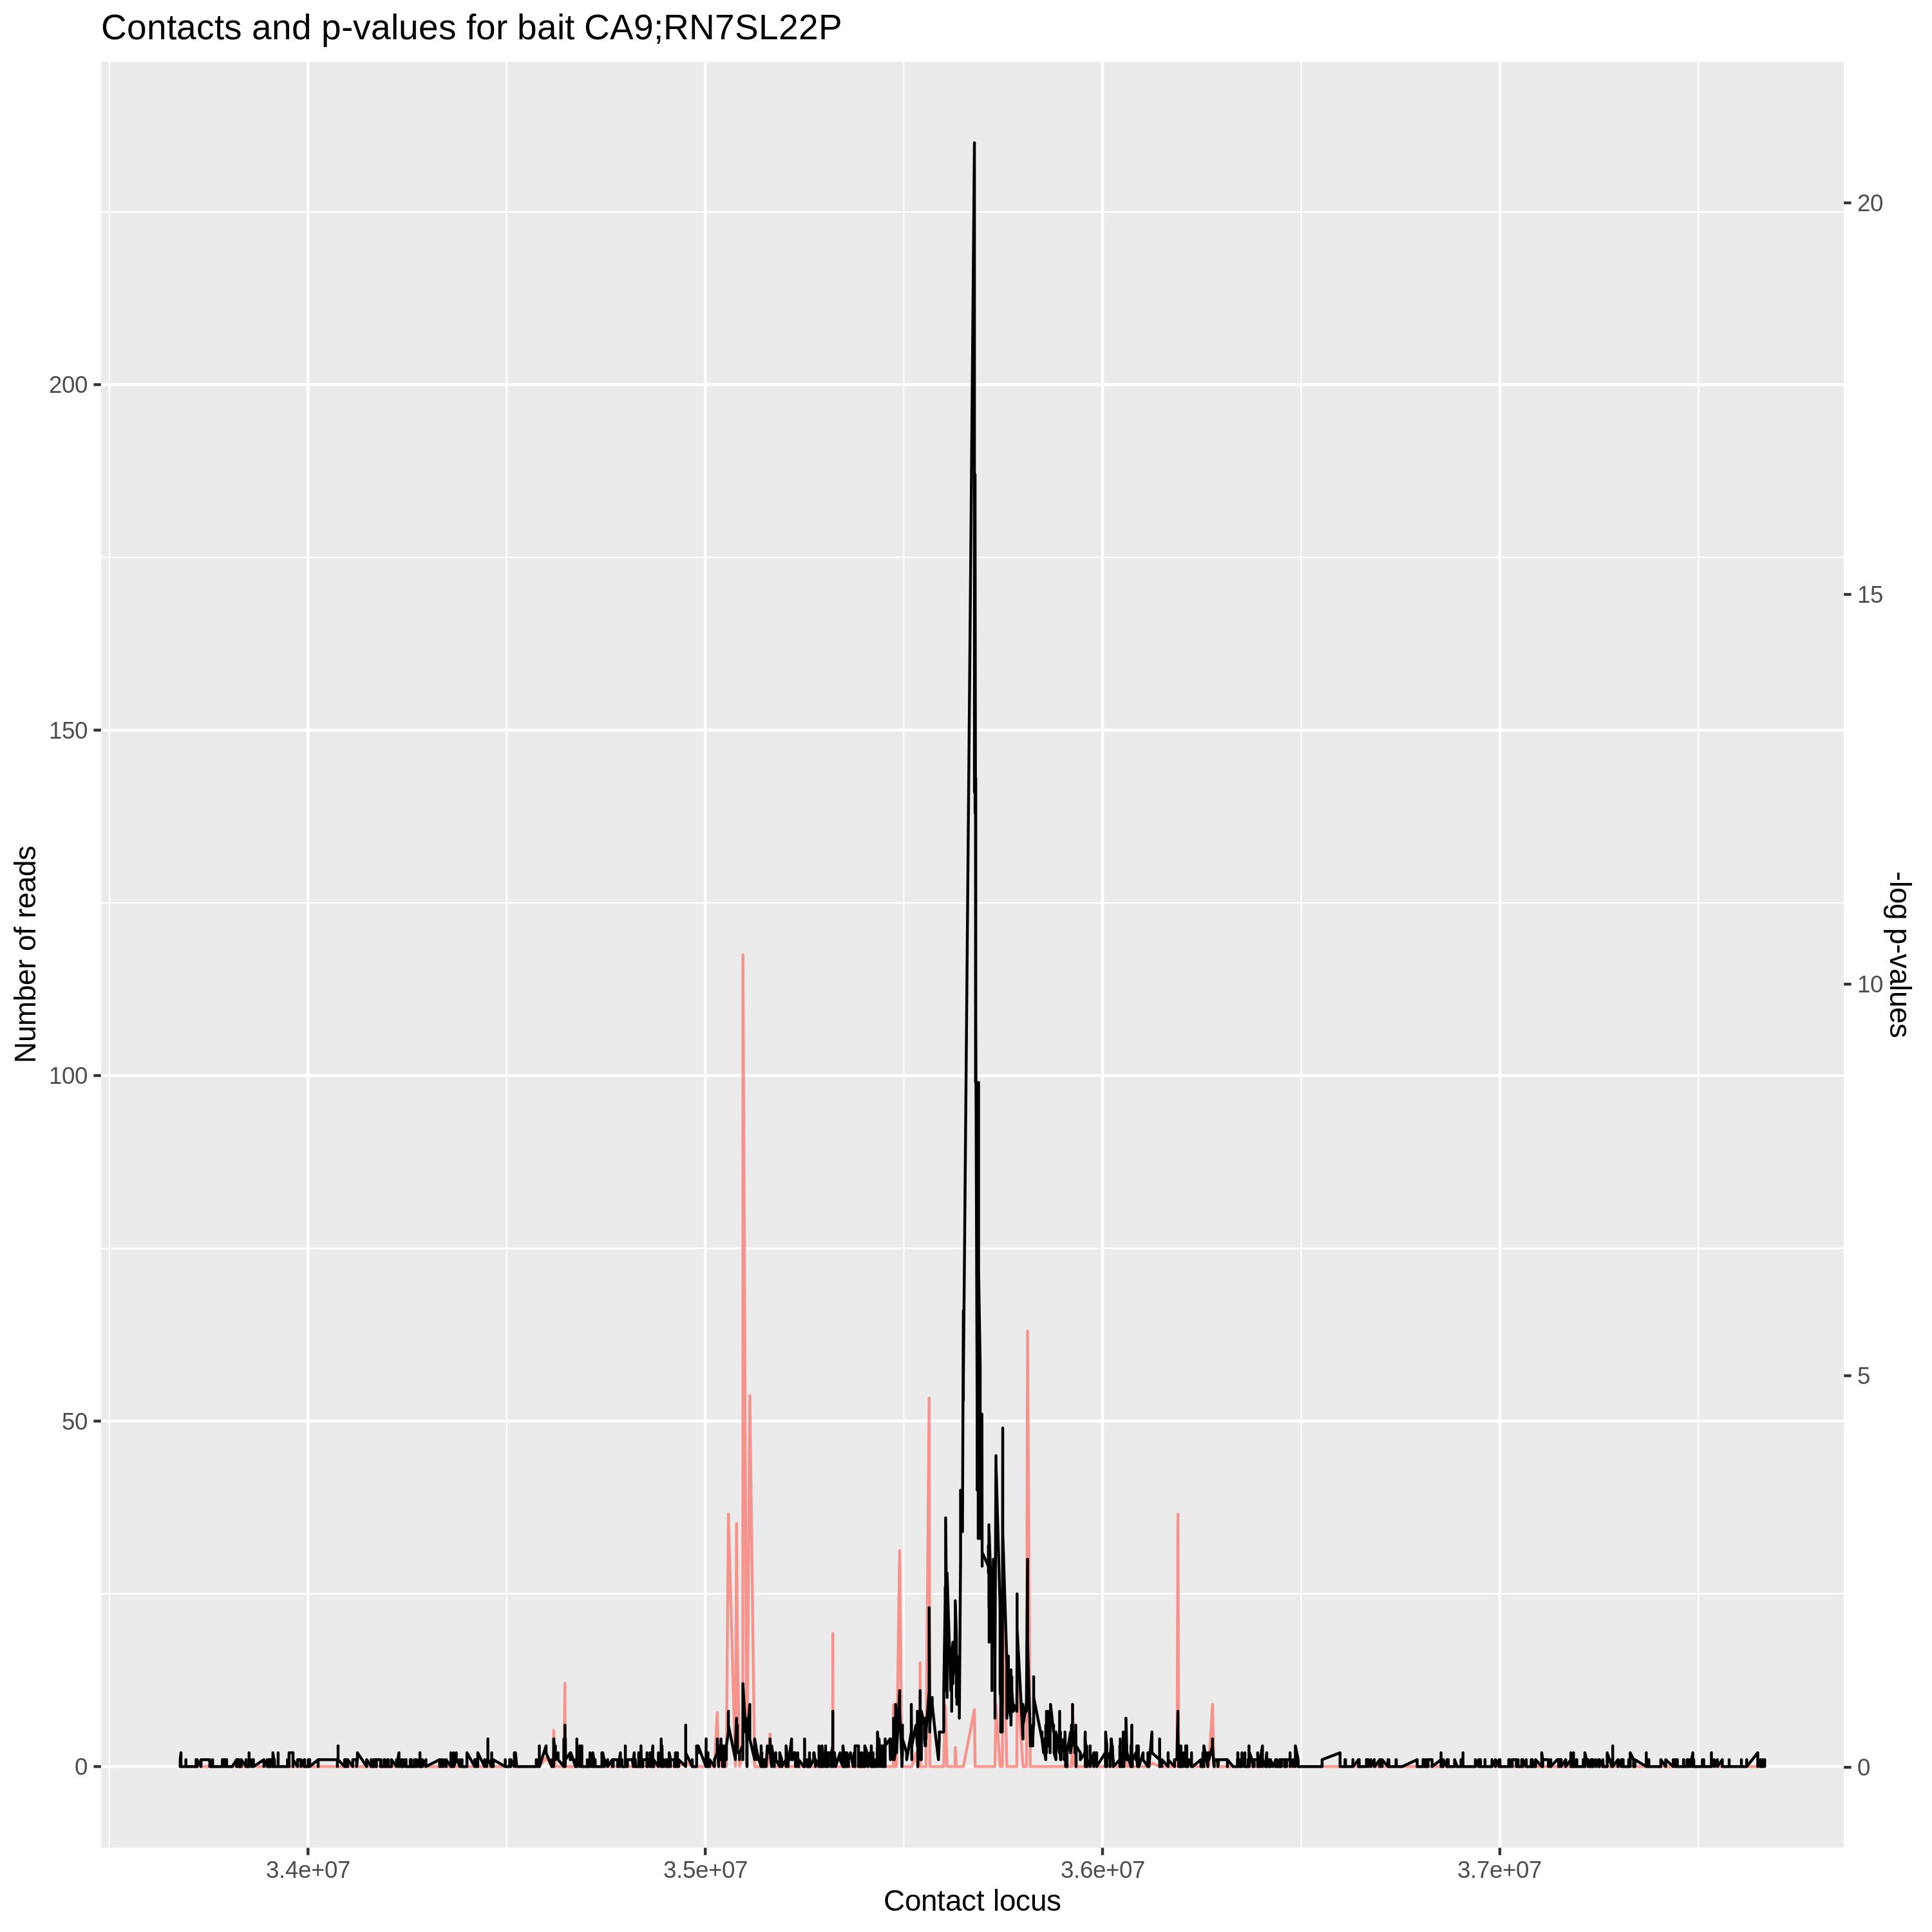 Contacts and p-values for bait CA9;RN7SL22P
Number of reads
200
150
100
50
0
20
15
10
5
0
-log p-values
3.4e+07
3.5e+07
3.6e+07
3.7e+07
Contact locus